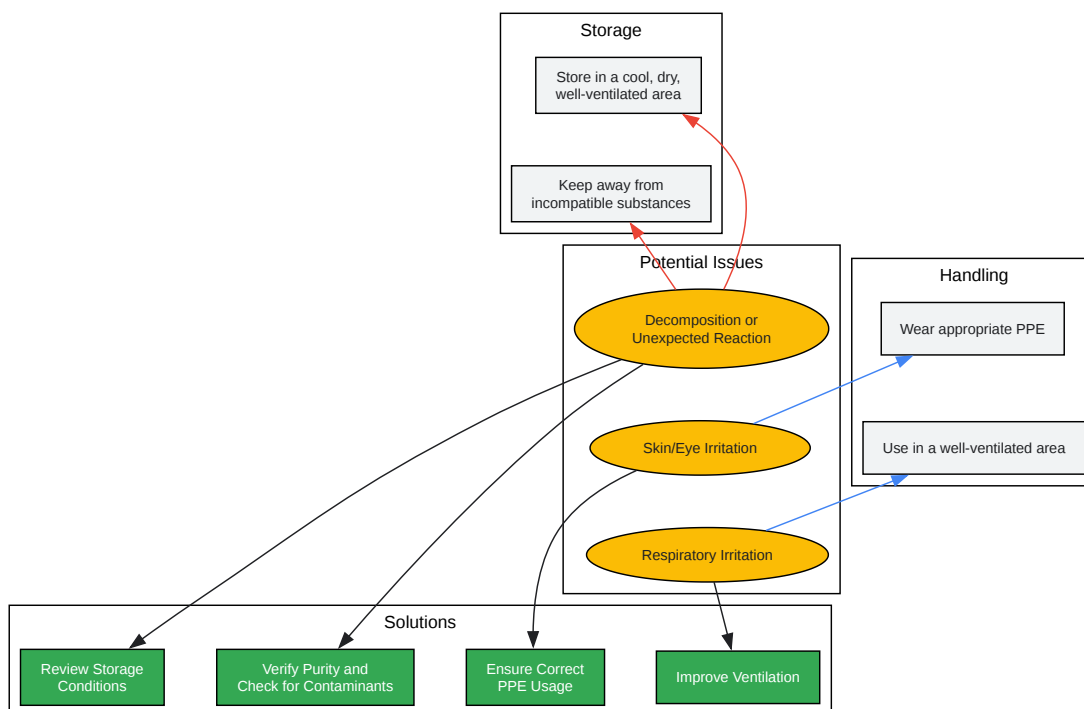 Storage
Store in a cool, dry,
well-ventilated area
Keep away from
incompatible substances
Potential Issues
Decomposition or
Unexpected Reaction
Skin/Eye Irritation
Respiratory Irritation
Handling
Wear appropriate PPE
Use in a well-ventilated area
Solutions
Review Storage
Conditions
Verify Purity and
Check for Contaminants
Ensure Correct
PPE Usage
Improve Ventilation